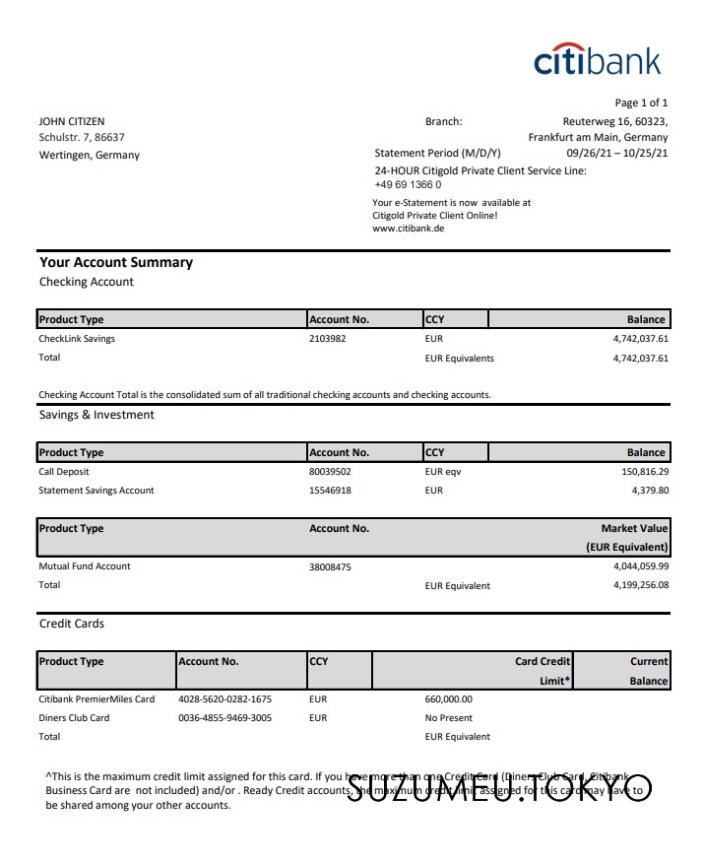 citibank
Page 1 of 1
JOHN CITIZEN
Schulstr. 7, 86637
Wertingen, Germany
Branch: Reuterweg 16, 60323,
Frankfurt am Main, Germany
Statement Period (M/D/Y) 09/26/21 – 10/25/21
24-HOUR Citigold Private Client Service Line:
+49 69 1366 0
Your e-Statement is now available at
Citigold Private Client Online!
www.citibank.de
Your Account Summary
Checking Account
Product Type Account No. CCY Balance
CheckLink Savings 2103982 EUR 4,742,037.61
Total EUR Equivalents 4,742,037.61
Checking Account Total is the consolidated sum of all traditional checking accounts and checking accounts.
Savings & Investment
Product Type Account No. CCY Balance
Call Deposit 80039502 EUR eqv 150,816.29
Statement Savings Account 15546918 EUR 4,379.80
Product Type Account No. Market Value
(EUR Equivalent)
Mutual Fund Account 38008475 4,044,059.99
Total EUR Equivalent 4,199,256.08
Credit Cards
Product Type Account No. CCY Card Credit Current
Limit* Balance
Citibank PremierMiles Card 4028-5620-0282-1675 EUR 660,000.00
Diners Club Card 0036-4855-9469-3005 EUR No Present
Total EUR Equivalent
^This is the maximum credit limit assigned for this card. If you have more than one Credit Card (Diners Club Card, Citibank
Business Card are not included) and/or . Ready Credit accounts, the maximum credit limit assigned for this card may have to
be shared among your other accounts.
SUZUMEU.TOKYO